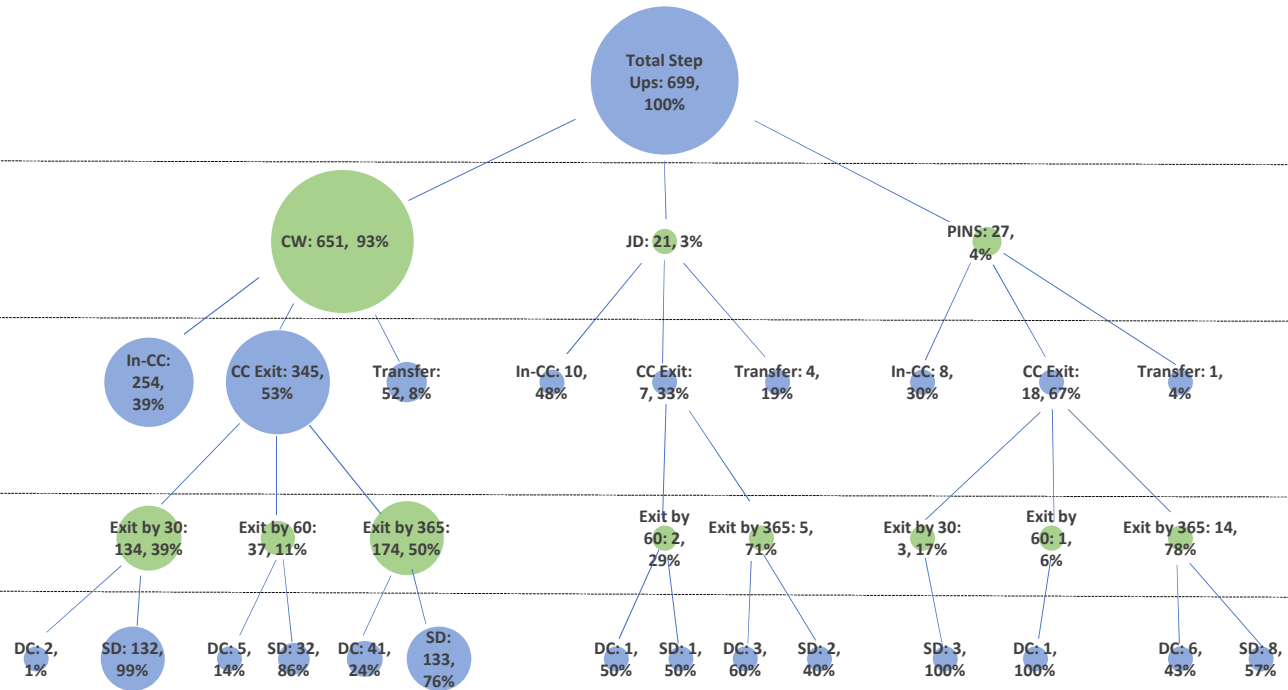 Total Step
Ups: 699,
100%
CW: 651, 93%
JD: 21, 3%
PINS: 27,
4%
In-CC:
254,
39%
CC Exit: 345,
53%
Transfer:
52, 8%
In-CC: 10,
48%
CC Exit:
7, 33%
Transfer: 4,
19%
In-CC: 8,
30%
CC Exit:
18, 67%
Transfer: 1,
4%
Exit by 30:
134, 39%
Exit by 60:
37, 11%
Exit by 365:
174, 50%
Exit by
60: 2,
29%
Exit by 365: 5,
71%
Exit by 30:
3, 17%
Exit by
60: 1,
6%
Exit by 365: 14,
78%
DC: 2,
1%
SD: 132,
99%
DC: 5,
14%
SD: 32,
86%
DC: 41,
24%
SD:
133,
76%
DC: 1,
50%
SD: 1,
50%
DC: 3,
60%
SD: 2,
40%
SD: 3,
100%
DC: 1,
100%
DC: 6,
43%
SD: 8,
57%